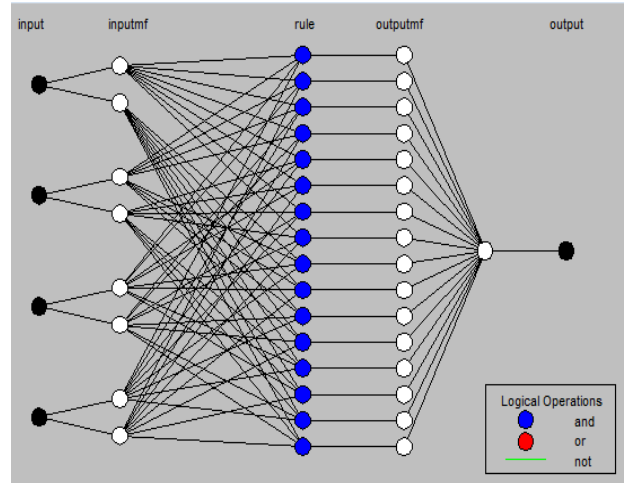 input inputmf rule outputmf output
Logical Operations
and
or
not